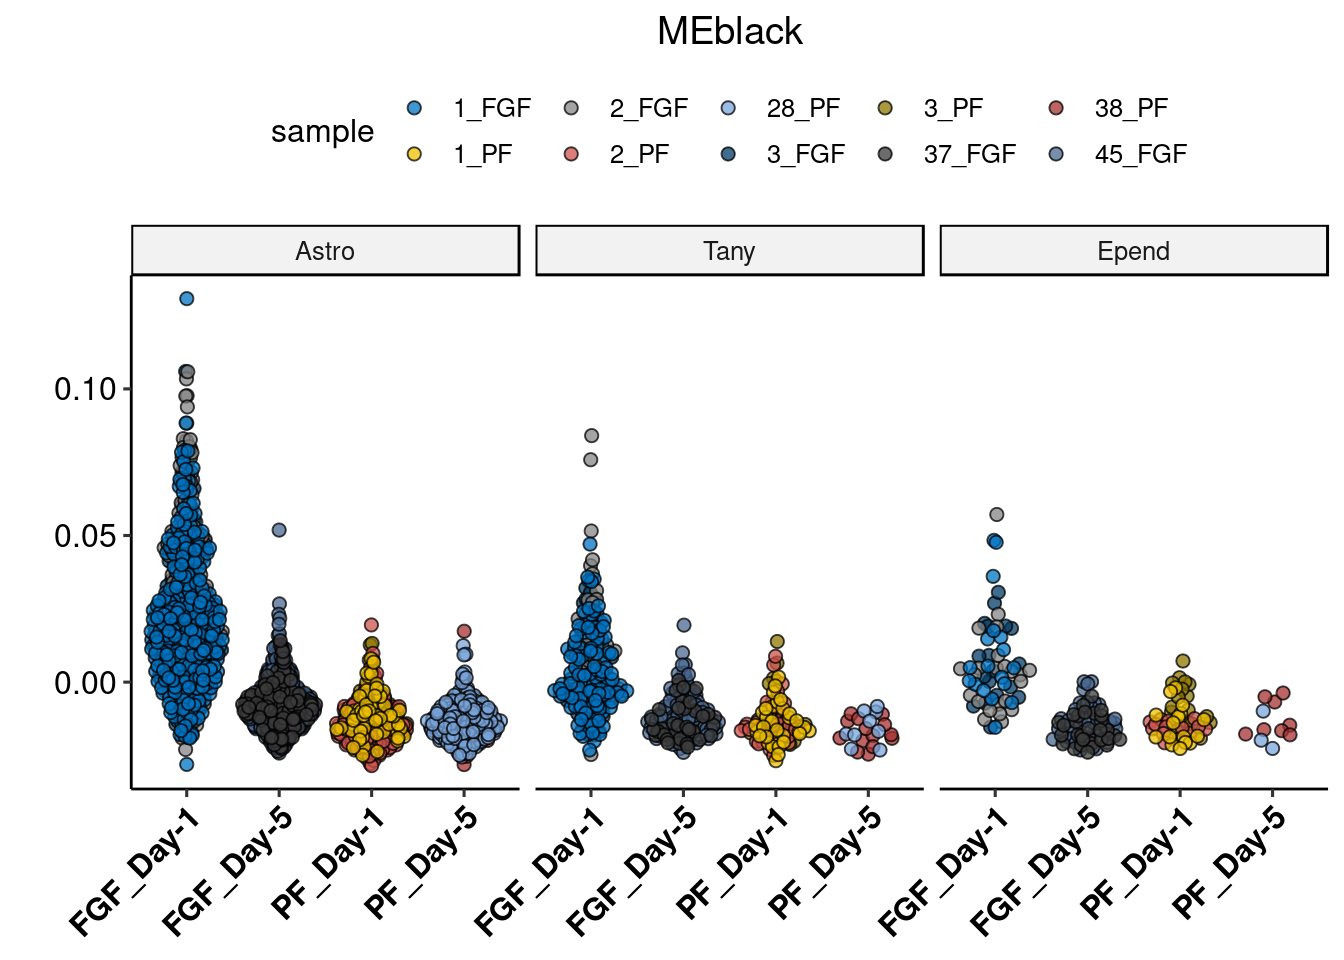 MEblack
sample
1_FGF 2_FGF 28_PF 3_PF 38_PF
1_PF 2_PF 3_FGF 37_FGF 45_FGF
Astro Tany Epend
0.10
0.05
0.00
FGF_Day-1 FGF_Day-5 PF_Day-1 PF_Day-5 FGF_Day-1 FGF_Day-5 PF_Day-1 PF_Day-5 FGF_Day-1 FGF_Day-5 PF_Day-1 PF_Day-5